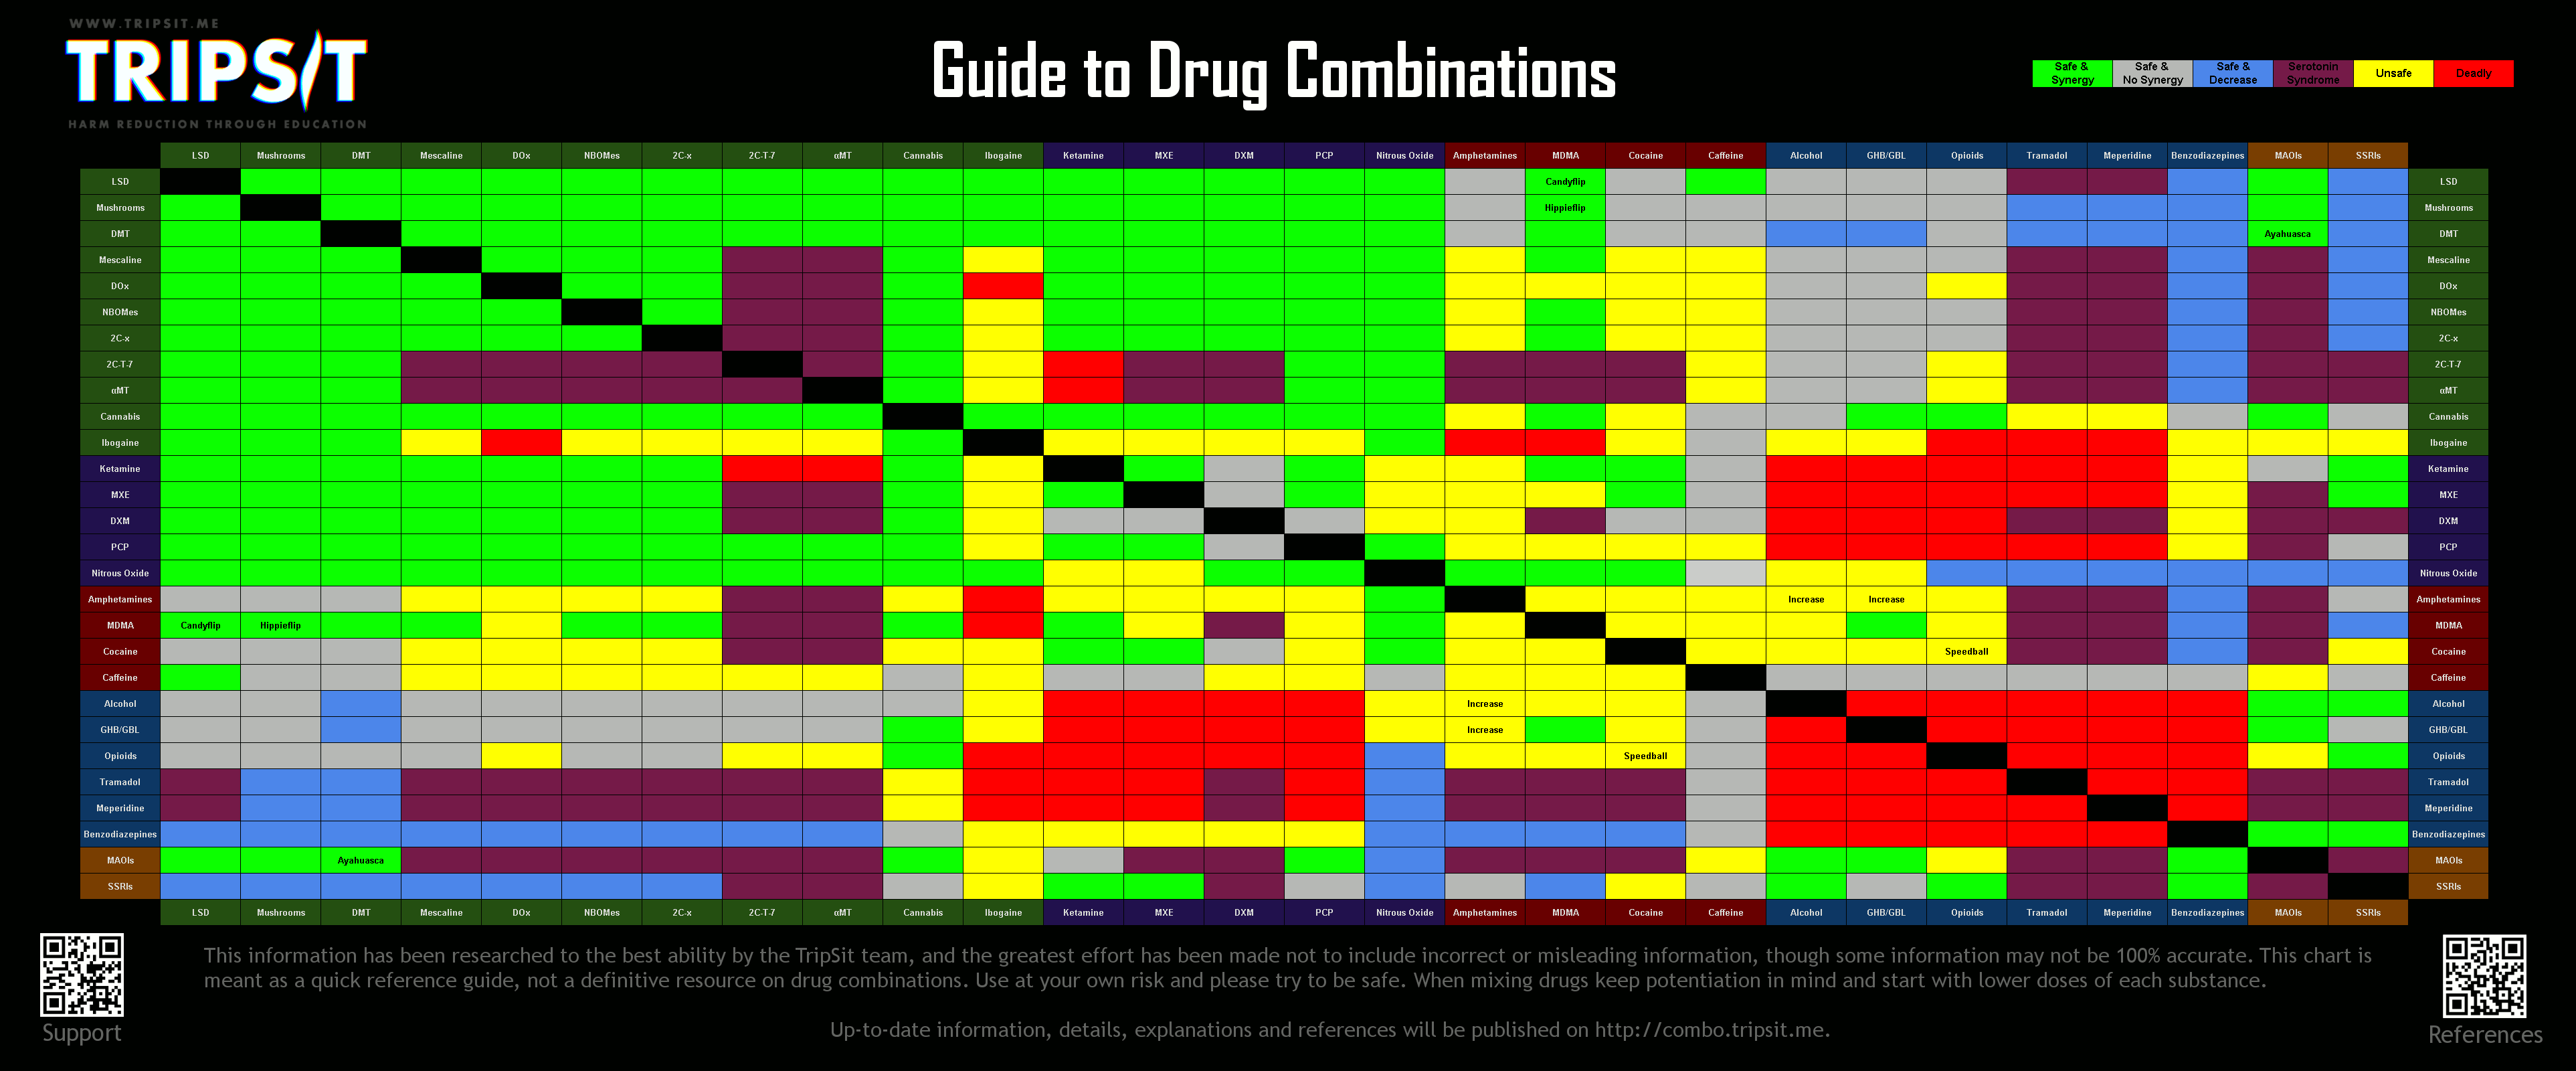 WWW.TRIPSIT.ME
TRIPSIT
HARM REDUCTION THROUGH EDUCATION
Guide to Drug Combinations
Safe & Synergy Safe & No Synergy Safe & Decrease Serotonin Syndrome Unsafe Deadly
LSD Mushrooms DMT Mescaline DOx NBOMes 2C-x 2C-T-7 αMT Cannabis Ibogaine Ketamine MXE DXM PCP Nitrous Oxide Amphetamines MDMA Cocaine Caffeine Alcohol GHB/GBL Opioids Tramadol Meperidine Benzodiazepines MAOIs SSRIs
LSD Candyflip LSD
Mushrooms Hippieflip Mushrooms
DMT Ayahuasca DMT
Mescaline Mescaline
DOx DOx
NBOMes NBOMes
2C-x 2C-x
2C-T-7 2C-T-7
αMT αMT
Cannabis Cannabis
Ibogaine Ibogaine
Ketamine Ketamine
MXE MXE
DXM DXM
PCP PCP
Nitrous Oxide Nitrous Oxide
Amphetamines Increase Increase Amphetamines
MDMA Candyflip Hippieflip MDMA
Cocaine Speedball Cocaine
Caffeine Caffeine
Alcohol Increase Alcohol
GHB/GBL Increase GHB/GBL
Opioids Speedball Opioids
Tramadol Tramadol
Meperidine Meperidine
Benzodiazepines Benzodiazepines
MAOIs Ayahuasca MAOIs
SSRIs SSRIs
LSD Mushrooms DMT Mescaline DOx NBOMes 2C-x 2C-T-7 αMT Cannabis Ibogaine Ketamine MXE DXM PCP Nitrous Oxide Amphetamines MDMA Cocaine Caffeine Alcohol GHB/GBL Opioids Tramadol Meperidine Benzodiazepines MAOIs SSRIs
This information has been researched to the best ability by the TripSit team, and the greatest effort has been made not to include incorrect or misleading information, though some information may not be 100% accurate. This chart is
meant as a quick reference guide, not a definitive resource on drug combinations. Use at your own risk and please try to be safe. When mixing drugs keep potentiation in mind and start with lower doses of each substance.
Up-to-date information, details, explanations and references will be published on http://combo.tripsit.me.
Support
References